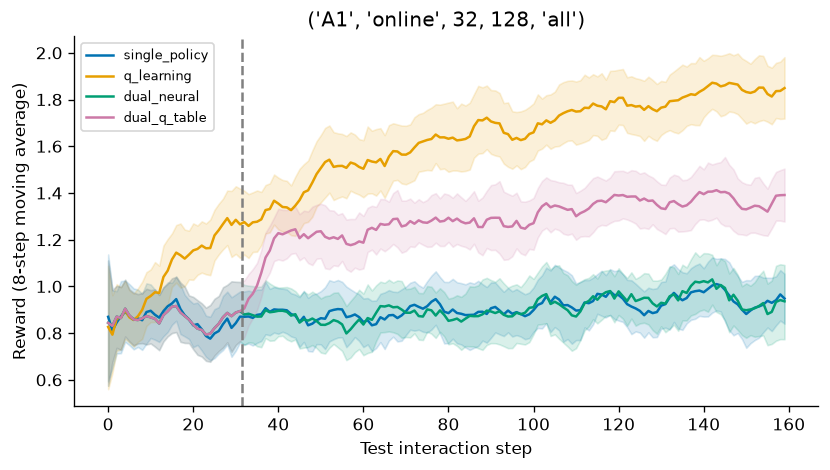 ('A1', 'online', 32, 128, 'all')
Reward (8-step moving average)
2.0
1.8
1.6
1.4
1.2
1.0
0.8
0.6
single_policy
q_learning
dual_neural
dual_q_table
0 20 40 60 80 100 120 140 160
Test interaction step